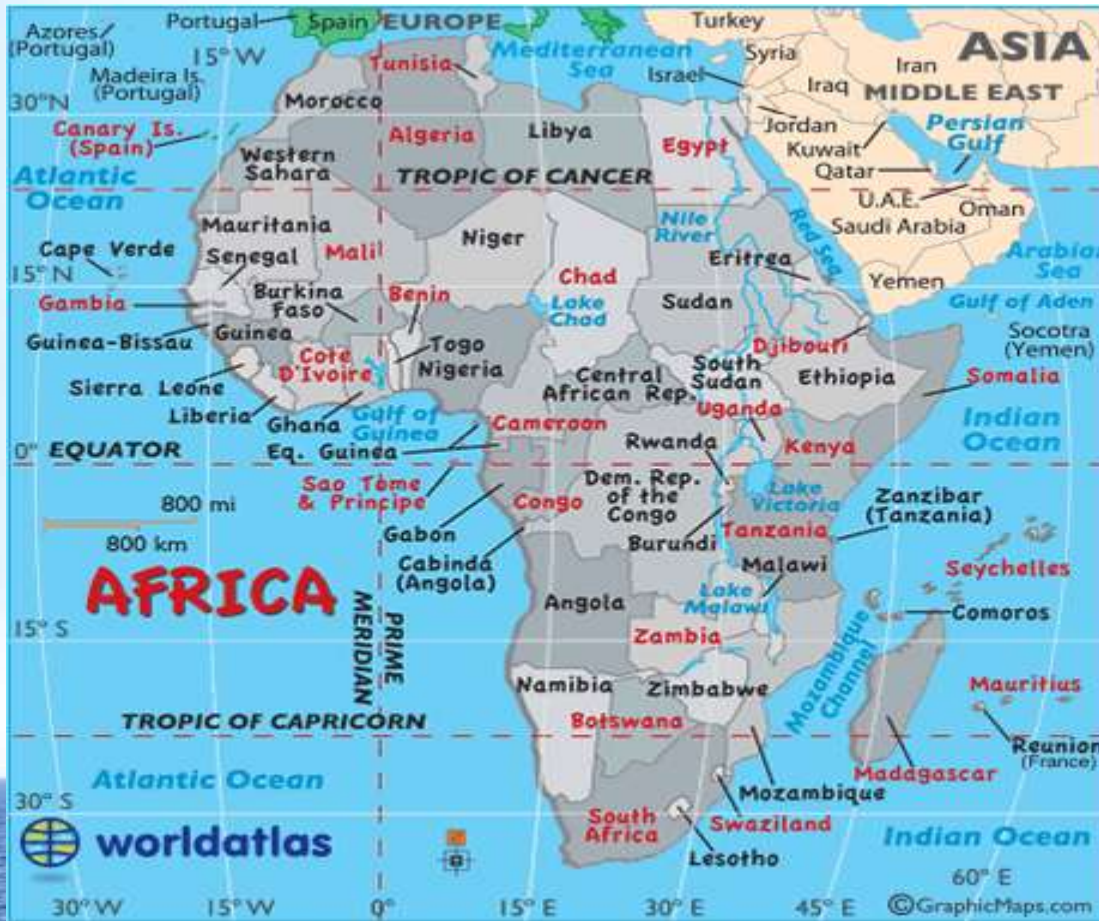 Azores
(Portugal)
Portugal
Spain
EUROPE
Turkey
ASIA
15° W
Tunisia
Mediterranean
Sea
Syria
Iran
Madeira Is.
(Portugal)
Israel
Iraq
MIDDLE EAST
30°N
Morocco
Canary Is.
(Spain)
Algeria
Libya
Egypt
Jordan
Kuwait
Persian
Gulf
Qatar
Atlantic
Ocean
Western
Sahara
TROPIC OF CANCER
U.A.E.
Oman
Saudi Arabia
Mauritania
Nile
River
Red Sea
Cape Verde
Senegal
Mali
Niger
Chad
Eritrea
Arabian
Sea
15° N
Yemen
Gambia
Burkina
Faso
Benin
Lake
Chad
Sudan
Gulf of Aden
Guinea-Bissau
Guinea
Togo
Nigeria
Djibouti
Socotra
(Yemen)
Cote
D'Ivoire
Central
African Rep.
South
Sudan
Ethiopia
Somalia
Sierra Leone
Liberia
Ghana
Gulf of
Guinea
Cameroon
Uganda
Kenya
Indian
Ocean
0°
EQUATOR
Eq. Guinea
Rwanda
Sao Tome
& Principe
Congo
Dem. Rep.
of the
Congo
Lake
Victoria
Zanzibar
(Tanzania)
800 mi
800 km
Gabon
Burundi
Tanzania
Cabinda
(Angola)
Malawi
Seychelles
AFRICA
Angola
Lake
Malawi
Comoros
15° S
PRIME
MERIDIAN
Zambia
Mozambique
Channel
Namibia
Zimbabwe
Mauritius
TROPIC OF CAPRICORN
Botswana
Reunion
(France)
Madagascar
Atlantic Ocean
Mozambique
30° S
South
Africa
Swaziland
worldatlas
Lesotho
Indian Ocean
60° E
30° W
15° W
0°
15° E
30° E
45° E
©GraphicMaps.com